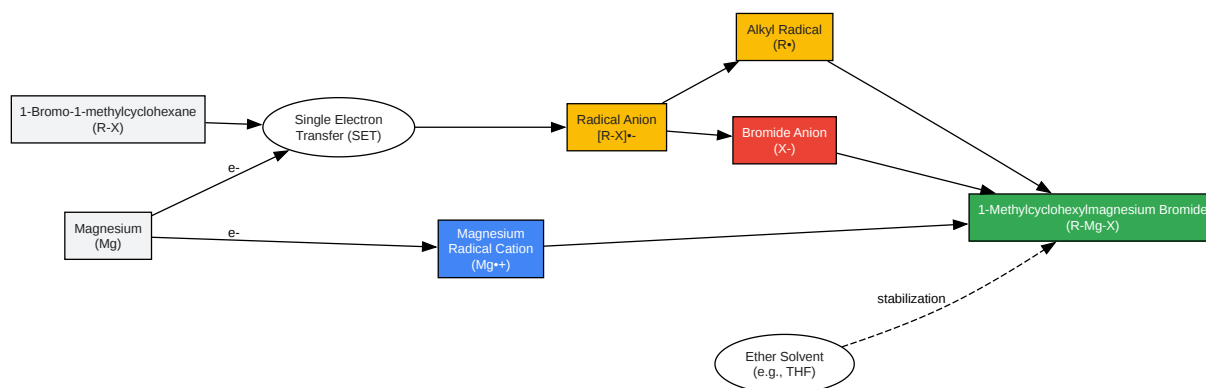 Alkyl Radical
(R•)
1-Bromo-1-methylcyclohexane
(R-X)
Single Electron
Transfer (SET)
Radical Anion
[R-X]•-
Bromide Anion
(X-)
e-
Magnesium
(Mg)
e-
Magnesium
Radical Cation
(Mg•+)
1-Methylcyclohexylmagnesium Bromide
(R-Mg-X)
stabilization
Ether Solvent
(e.g., THF)